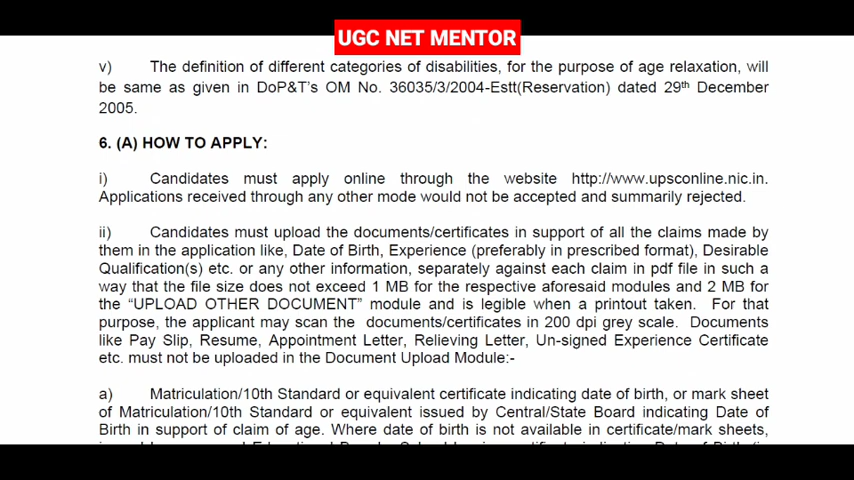 UGC NET MENTOR
v) The definition of different categories of disabilities, for the purpose of age relaxation, will
be same as given in DoP&T's OM No. 36035/3/2004-Estt(Reservation) dated 29th December
2005.
6. (A) HOW TO APPLY:
i) Candidates must apply online through the website http://www.upsconline.nic.in.
Applications received through any other mode would not be accepted and summarily rejected.
ii) Candidates must upload the documents/certificates in support of all the claims made by
them in the application like, Date of Birth, Experience (preferably in prescribed format), Desirable
Qualification(s) etc. or any other information, separately against each claim in pdf file in such a
way that the file size does not exceed 1 MB for the respective aforesaid modules and 2 MB for
the “UPLOAD OTHER DOCUMENT” module and is legible when a printout taken. For that
purpose, the applicant may scan the documents/certificates in 200 dpi grey scale. Documents
like Pay Slip, Resume, Appointment Letter, Relieving Letter, Un-signed Experience Certificate
etc. must not be uploaded in the Document Upload Module:-
a) Matriculation/10th Standard or equivalent certificate indicating date of birth, or mark sheet
of Matriculation/10th Standard or equivalent issued by Central/State Board indicating Date of
Birth in support of claim of age. Where date of birth is not available in certificate/mark sheets,